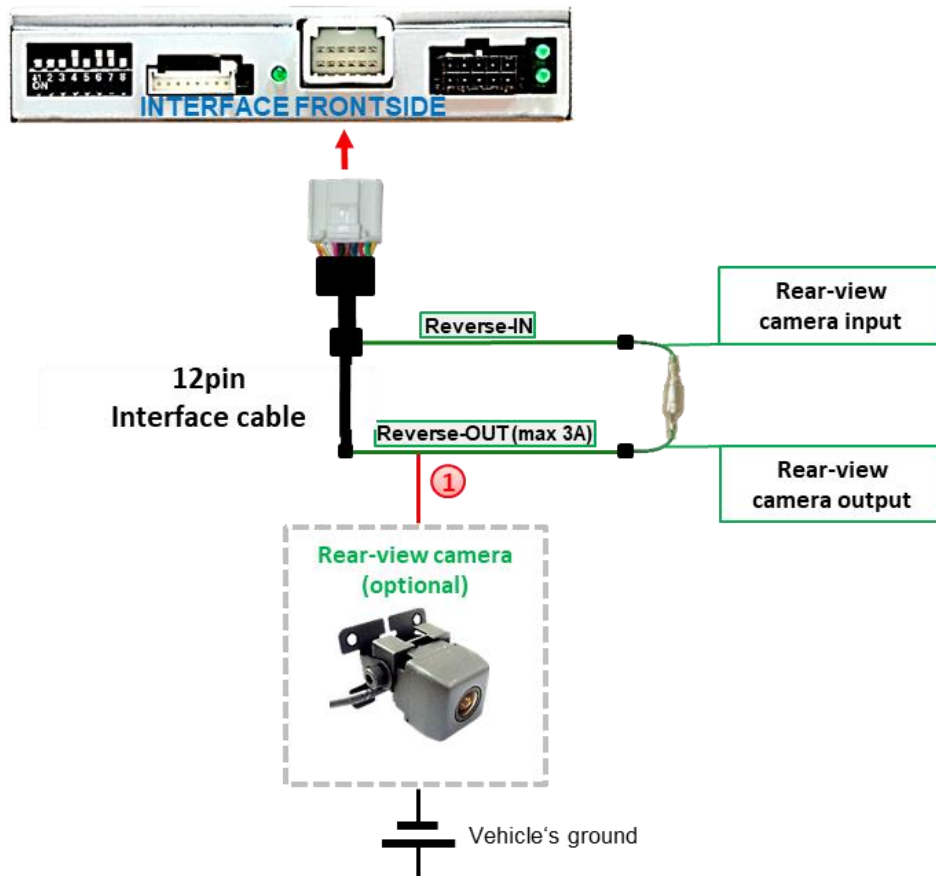 41 2 3 4 5 6 7 8
ON
INTERFACE FRONTSIDE
Reverse-IN
Rear-view
camera input
12pin
Interface cable
Reverse-OUT (max 3A)
Rear-view
camera output
1
Rear-view camera
(optional)
Vehicle‘s ground